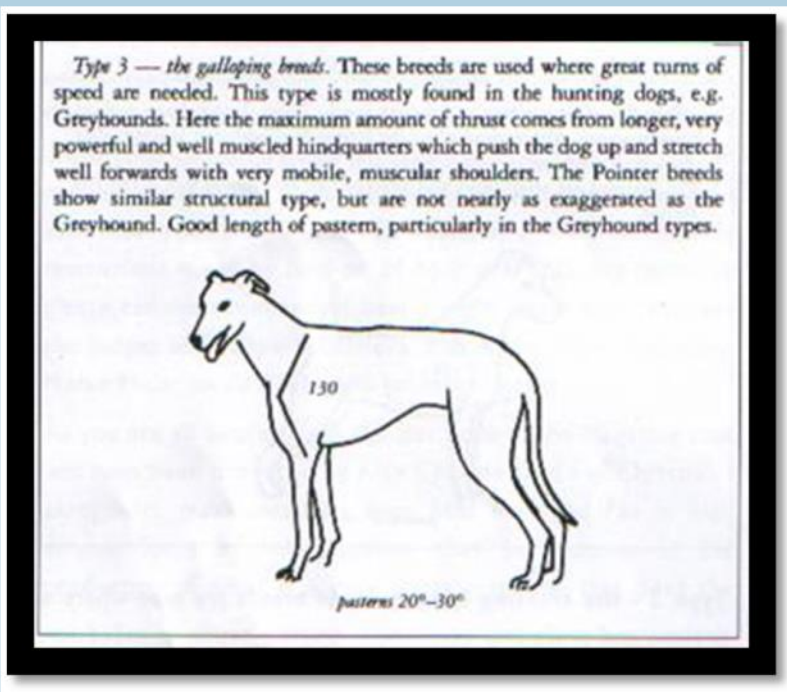 Type 3 — the galloping breeds. These breeds are used where great turns of
speed are needed. This type is mostly found in the hunting dogs, e.g.
Greyhounds. Here the maximum amount of thrust comes from longer, very
powerful and well muscled hindquarters which push the dog up and stretch
well forwards with very mobile, muscular shoulders. The Pointer breeds
show similar structural type, but are not nearly as exaggerated as the
Greyhound. Good length of pastern, particularly in the Greyhound types.
130
pasterns 20°–30°